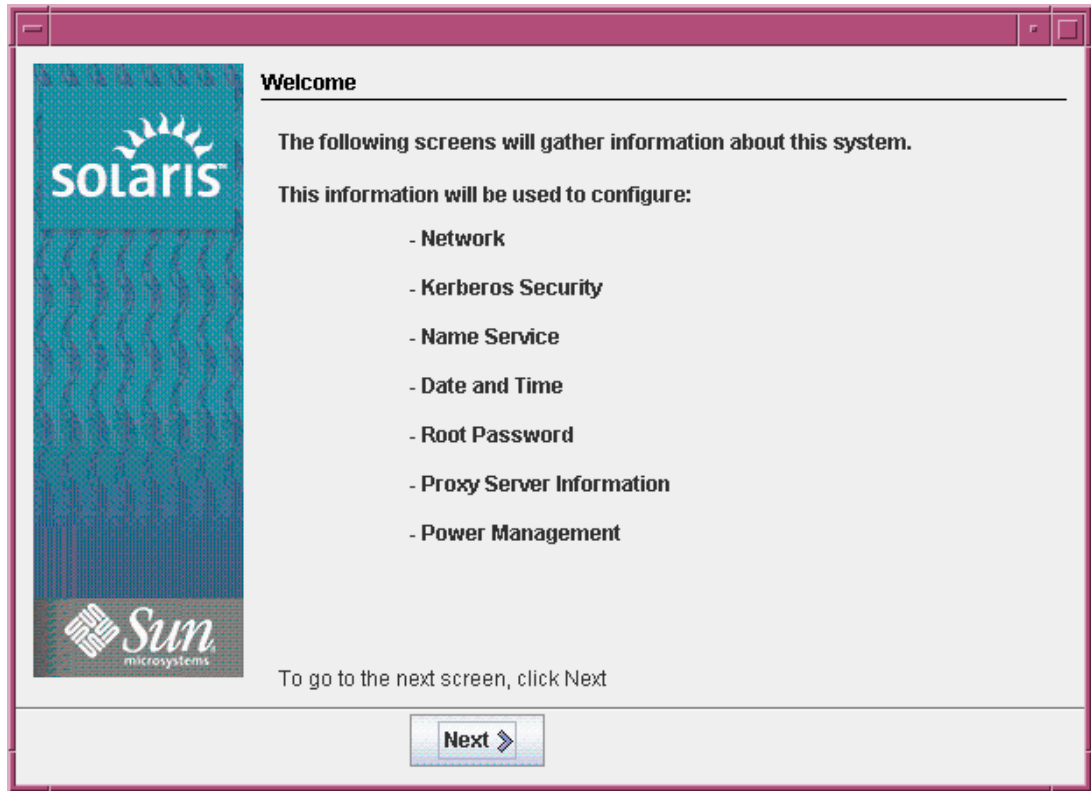 Welcome
solaris™
The following screens will gather information about this system.
This information will be used to configure:
- Network
- Kerberos Security
- Name Service
- Date and Time
- Root Password
- Proxy Server Information
- Power Management
Sun
microsystems
To go to the next screen, click Next
Next